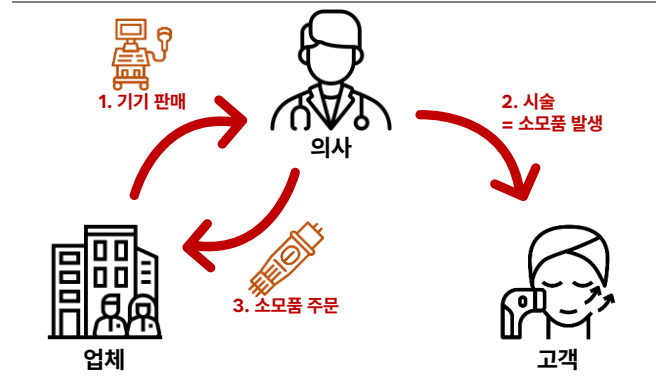 1. 기기 판매
2. 시술
= 소모품 발생
의사
3. 소모품 주문
업체
고객